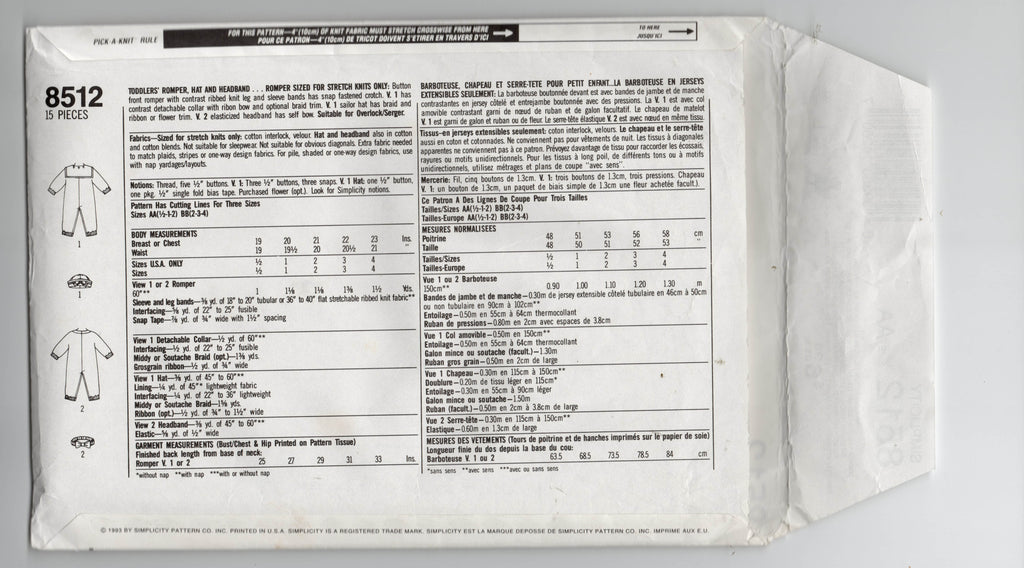 PICK-A-KNIT RULE
FOR THIS PATTERN—4"(10cm) OF KNIT FABRIC MUST STRETCH CROSSWISE FROM HERE
POUR CE PATRON—4"(10cm) DE TRICOT DOIVENT S'ETIRER EN TRAVERS D'ICI
TO HERE
JUSQU'ICI
8512
15 PIECES
TODDLERS' ROMPER, HAT AND HEADBAND . . . ROMPER SIZED FOR STRETCH KNITS ONLY: Button
front romper with contrast ribbed knit leg and sleeve bands has snap fastened crotch. V. 1 has
contrast detachable collar with ribon bow and optional braid trim. V. 1 sailor hat has braid and
ribbon or flower trim. V. 2 elasticized headband has self bow. Suitable for Overlock/Serger.
Fabrics—Sized for stretch knits only: cotton interlock, velour. Hat and headband also in cotton
and cotton blends. Not suitable for sleepwear. Not suitable for obvious diagonals. Extra fabric needed
to match plaids, stripes or one-way design fabrics. For pile, shaded or one-way design fabrics, use
with nap yardages/layouts.
Notions: Thread, five ½" buttons. V. 1: Three ½" buttons, three snaps. V. 1 Hat: one ½" button,
one pkg. ½" single fold bias tape. Purchased flower (opt.). Look for Simplicity notions.
Pattern Has Cutting Lines For Three Sizes
Sizes AA(½-1-2) BB(2-3-4)
BODY MEASUREMENTS
Breast or Chest 19 20 21 22 23 Ins.
Waist 19 19½ 20 20½ 21 "
Sizes U.S.A. ONLY ½ 1 2 3 4
Sizes ½ 1 2 3 4
View 1 or 2 Romper
60"*** 1 1⅛ 1⅛ 1⅜ 1½ Yds.
Sleeve and leg bands—⅜ yd. of 18" to 20" tubular or 36" to 40" flat stretchable ribbed knit fabric**
Interfacing—⅝ yd. of 22" to 25" fusible
Snap Tape—⅞ yd. of ¾" wide with 1½" spacing
View 1 Detachable Collar—½ yd. of 60"**
Interfacing—½ yd. of 22" to 25" fusible
Middy or Soutache Braid (opt.)—1⅜ yds.
Grosgrain ribbon—½ yd. of ¾" wide
View 1 Hat—⅜ yd. of 45" to 60"**
Lining—¼ yd. of 45"* lightweight fabric
Interfacing—¼ yd. of 22" to 36" lightweight
Middy or Soutache Braid—1⅝ yds.
Ribbon (opt.)—½ yd. of ¾" to 1½" wide
View 2 Headband—⅜ yd. of 45" to 60"**
Elastic—⅝ yd. of ½" wide
GARMENT MEASUREMENTS (Bust/Chest & Hip Printed on Pattern Tissue)
Finished back length from base of neck:
Romper V. 1 or 2 25 27 29 31 33 Ins.
*without nap **with nap ***with or without nap
1
1
2
2
BARBOTEUSE, CHAPEAU ET SERRE-TETE POUR PETIT ENFANT...LA BARBOTEUSE EN JERSEYS
EXTENSIBLES SEULEMENT: La barboteuse boutonnée devant et avec bandes de jambe et de manche
contrastantes en jersey côtelé et entrejambe boutonnée avec des pressions. La V. 1 est avec col
amovible contrastant garni de nœud de ruban et de galon facultatif. Le chapeau de matelot
V. 1 est garni de galon et ruban ou de fleur. Le serre-tête élastique V. 2 est avec nœud en même tissu.
Tissus—en jerseys extensibles seulement: coton interlock, velours. Le chapeau et le serre-tête
aussi en coton et cotonnades. Ne conviennent pas pour vêtements de nuit. Les tissus à diagonales
apparentes ne conviennent pas à ce patron. Prévoyez davantage de tissu pour raccorder les écossais,
rayures ou motifs unidirectionnels. Pour les tissus à long poil, de différents tons ou à motifs
unidirectionnels, utilisez métrages et plans de coupe "avec sens".
Mercerie: Fil, cinq boutons de 1.3cm. V. 1: trois boutons de 1.3cm, trois pressions. Chapeau
V. 1: un bouton de 1.3cm, un paquet de biais simple de 1.3cm une fleur achetée facult.).
Ce Patron A Des Lignes De Coupe Pour Trois Tailles
Tailles/Sizes AA(½-1-2) BB(2-3-4)
Tailles-Europe AA(½-1-2) BB(2-3-4)
MESURES NORMALISEES
Poitrine 48 51 53 56 58 cm
Taille 48 50 51 52 53 "
Tailles/Sizes ½ 1 2 3 4
Tailles-Europe ½ 1 2 3 4
Vue 1 ou 2 Barboteuse
150cm** 0.90 1.00 1.10 1.20 1.30 m
Bandes de jambe et de manche—0.30m de jersey extensible côtelé tubulaire en 46cm à 50cm
ou non tubulaire en 90cm à 102cm**
Entoilage—0.50m en 55cm à 64cm thermocollant
Ruban de pressions—0.80m en 2cm avec espaces de 3.8cm
Vue 1 Col amovible—0.50m en 150cm**
Entoilage—0.50m en 55cm à 64cm thermocollant
Galon mince ou soutache (facult.)—1.30m
Ruban gros grain—0.50m en 2cm de large
Vue 1 Chapeau—0.30m en 115cm à 150cm**
Doublure—0.20m de tissu léger en 115cm*
Entoilage—0.30m en 55cm à 90cm léger
Galon mince ou soutache—1.50m
Ruban (facult.)—0.50m en 2cm à 3.8cm de large
Vue 2 Serre-tête—0.30m en 115cm à 150cm**
Elastique—0.60m en 1.3cm de large
MESURES DES VETEMENTS (Tours de poitrine et de hanches imprimés sur le papier de soie)
Longueur finie du dos depuis la base du cou:
Barboteuse V. 1 ou 2 63.5 68.5 73.5 78.5 84 cm
*sans sens **avec sens ***avec ou sans sens
© 1993 BY SIMPLICITY PATTERN CO. INC. PRINTED IN U.S.A. SIMPLICITY IS A REGISTERED TRADE MARK. SIMPLICITY EST LA MARQUE DEPOSSE DE SIMPLICITY PATTERN CO. INC. IMPRIME AUX E.U.